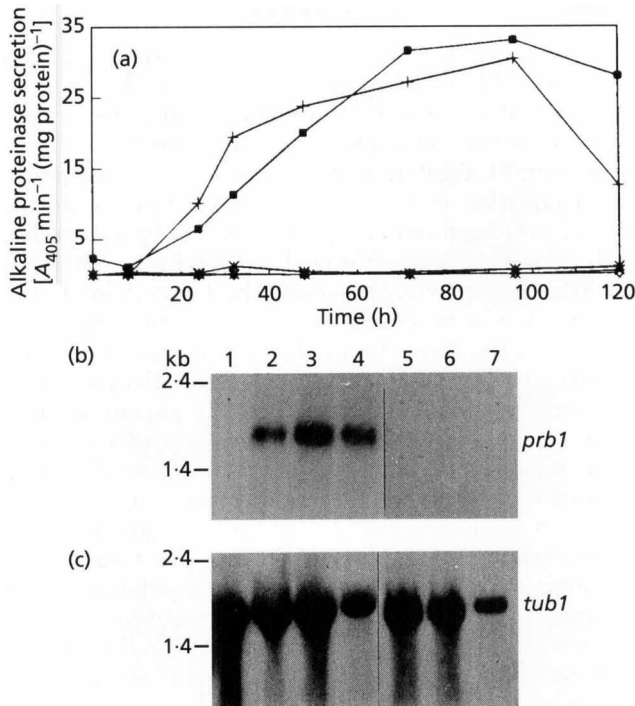 (a)
Alkaline proteinase secretion
[A₄₀₅ min⁻¹ (mg protein)⁻¹]
35
25
15
5
20 40 60 80 100 120
Time (h)
(b) kb 1 2 3 4 5 6 7
2·4
prb1
1·4
(c)
2·4
tub1
1·4